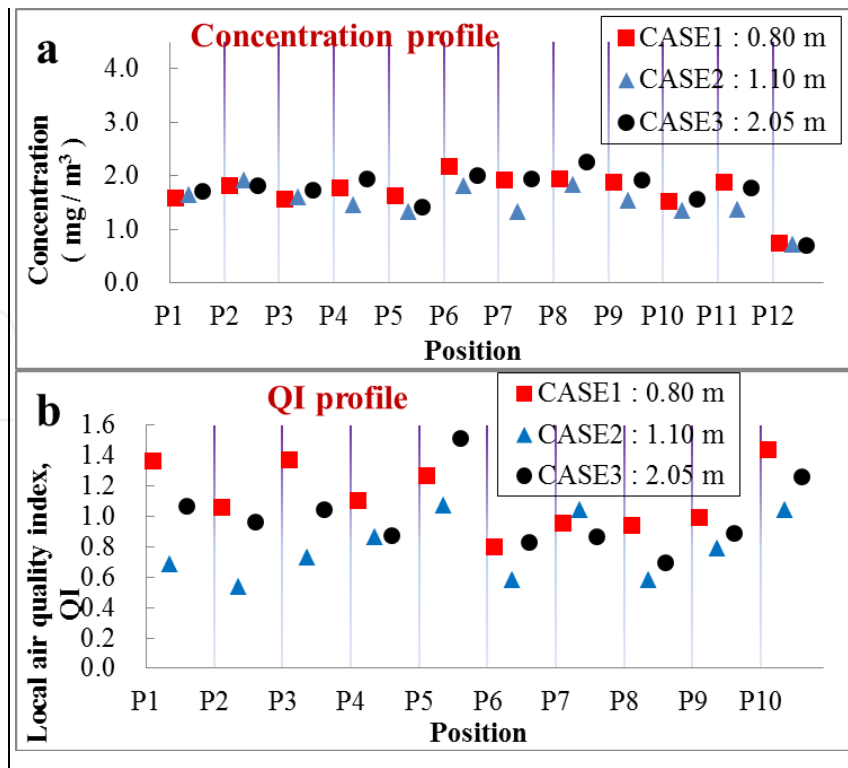 a
Concentration profile
CASE1 : 0.80 m
CASE2 : 1.10 m
CASE3 : 2.05 m
Concentration
( mg / m³ )
4.0
3.0
2.0
1.0
0.0
P1 P2 P3 P4 P5 P6 P7 P8 P9 P10 P11 P12
Position
b
QI profile
CASE1 : 0.80 m
CASE2 : 1.10 m
CASE3 : 2.05 m
Local air quality index,
QI
1.6
1.4
1.2
1.0
0.8
0.6
0.4
0.2
0.0
P1 P2 P3 P4 P5 P6 P7 P8 P9 P10
Position